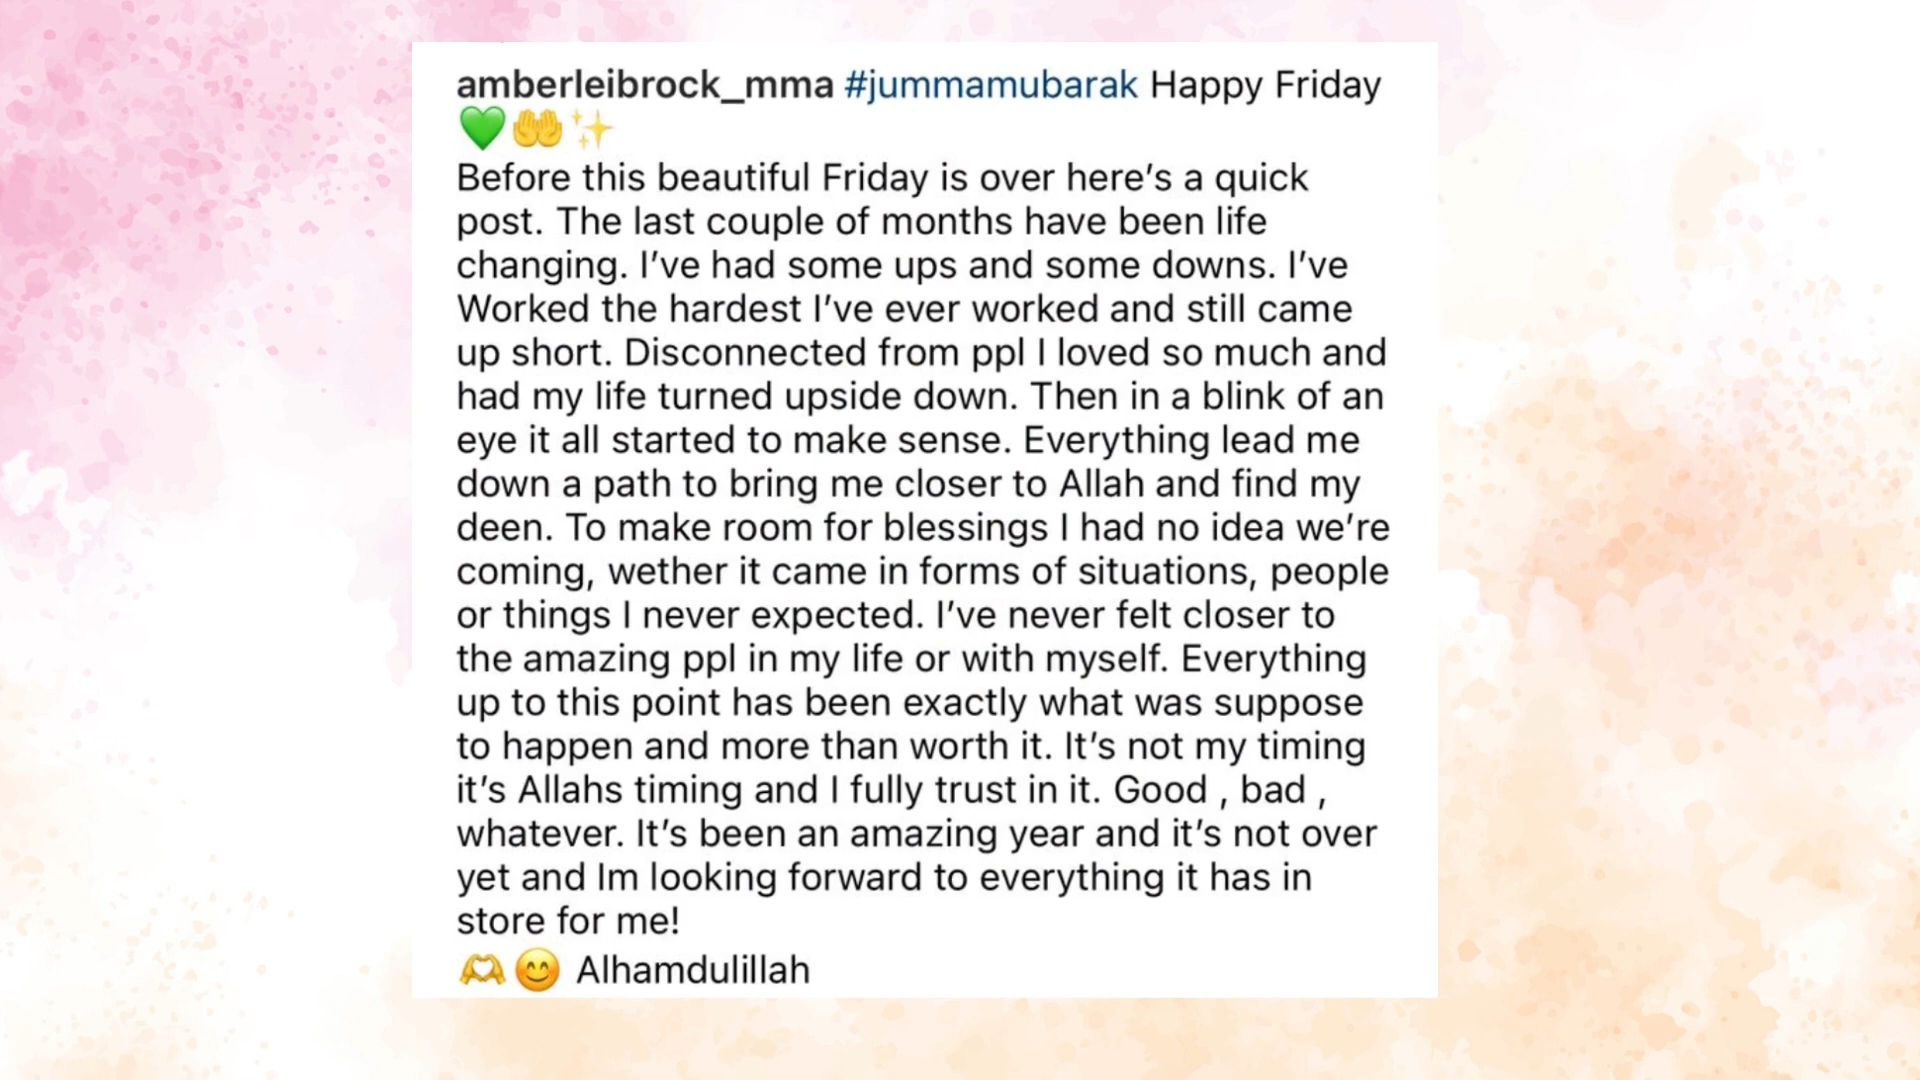 amberleibrock_mma #jummamubarak Happy Friday
💚🤲✨
Before this beautiful Friday is over here’s a quick
post. The last couple of months have been life
changing. I’ve had some ups and some downs. I’ve
Worked the hardest I’ve ever worked and still came
up short. Disconnected from ppl I loved so much and
had my life turned upside down. Then in a blink of an
eye it all started to make sense. Everything lead me
down a path to bring me closer to Allah and find my
deen. To make room for blessings I had no idea we’re
coming, wether it came in forms of situations, people
or things I never expected. I’ve never felt closer to
the amazing ppl in my life or with myself. Everything
up to this point has been exactly what was suppose
to happen and more than worth it. It’s not my timing
it’s Allahs timing and I fully trust in it. Good , bad ,
whatever. It’s been an amazing year and it’s not over
yet and Im looking forward to everything it has in
store for me!
🫶😊 Alhamdulillah